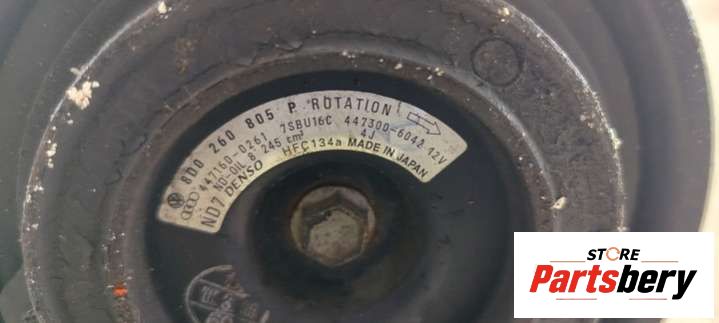 8D0 260 805 P ROTATION
447160-0261 7SBU16C 447300-6042 12V
ND-OIL 8 245 cm³ 4J
ND7 DENSO HFC134a MADE IN JAPAN
STORE
Partsbery